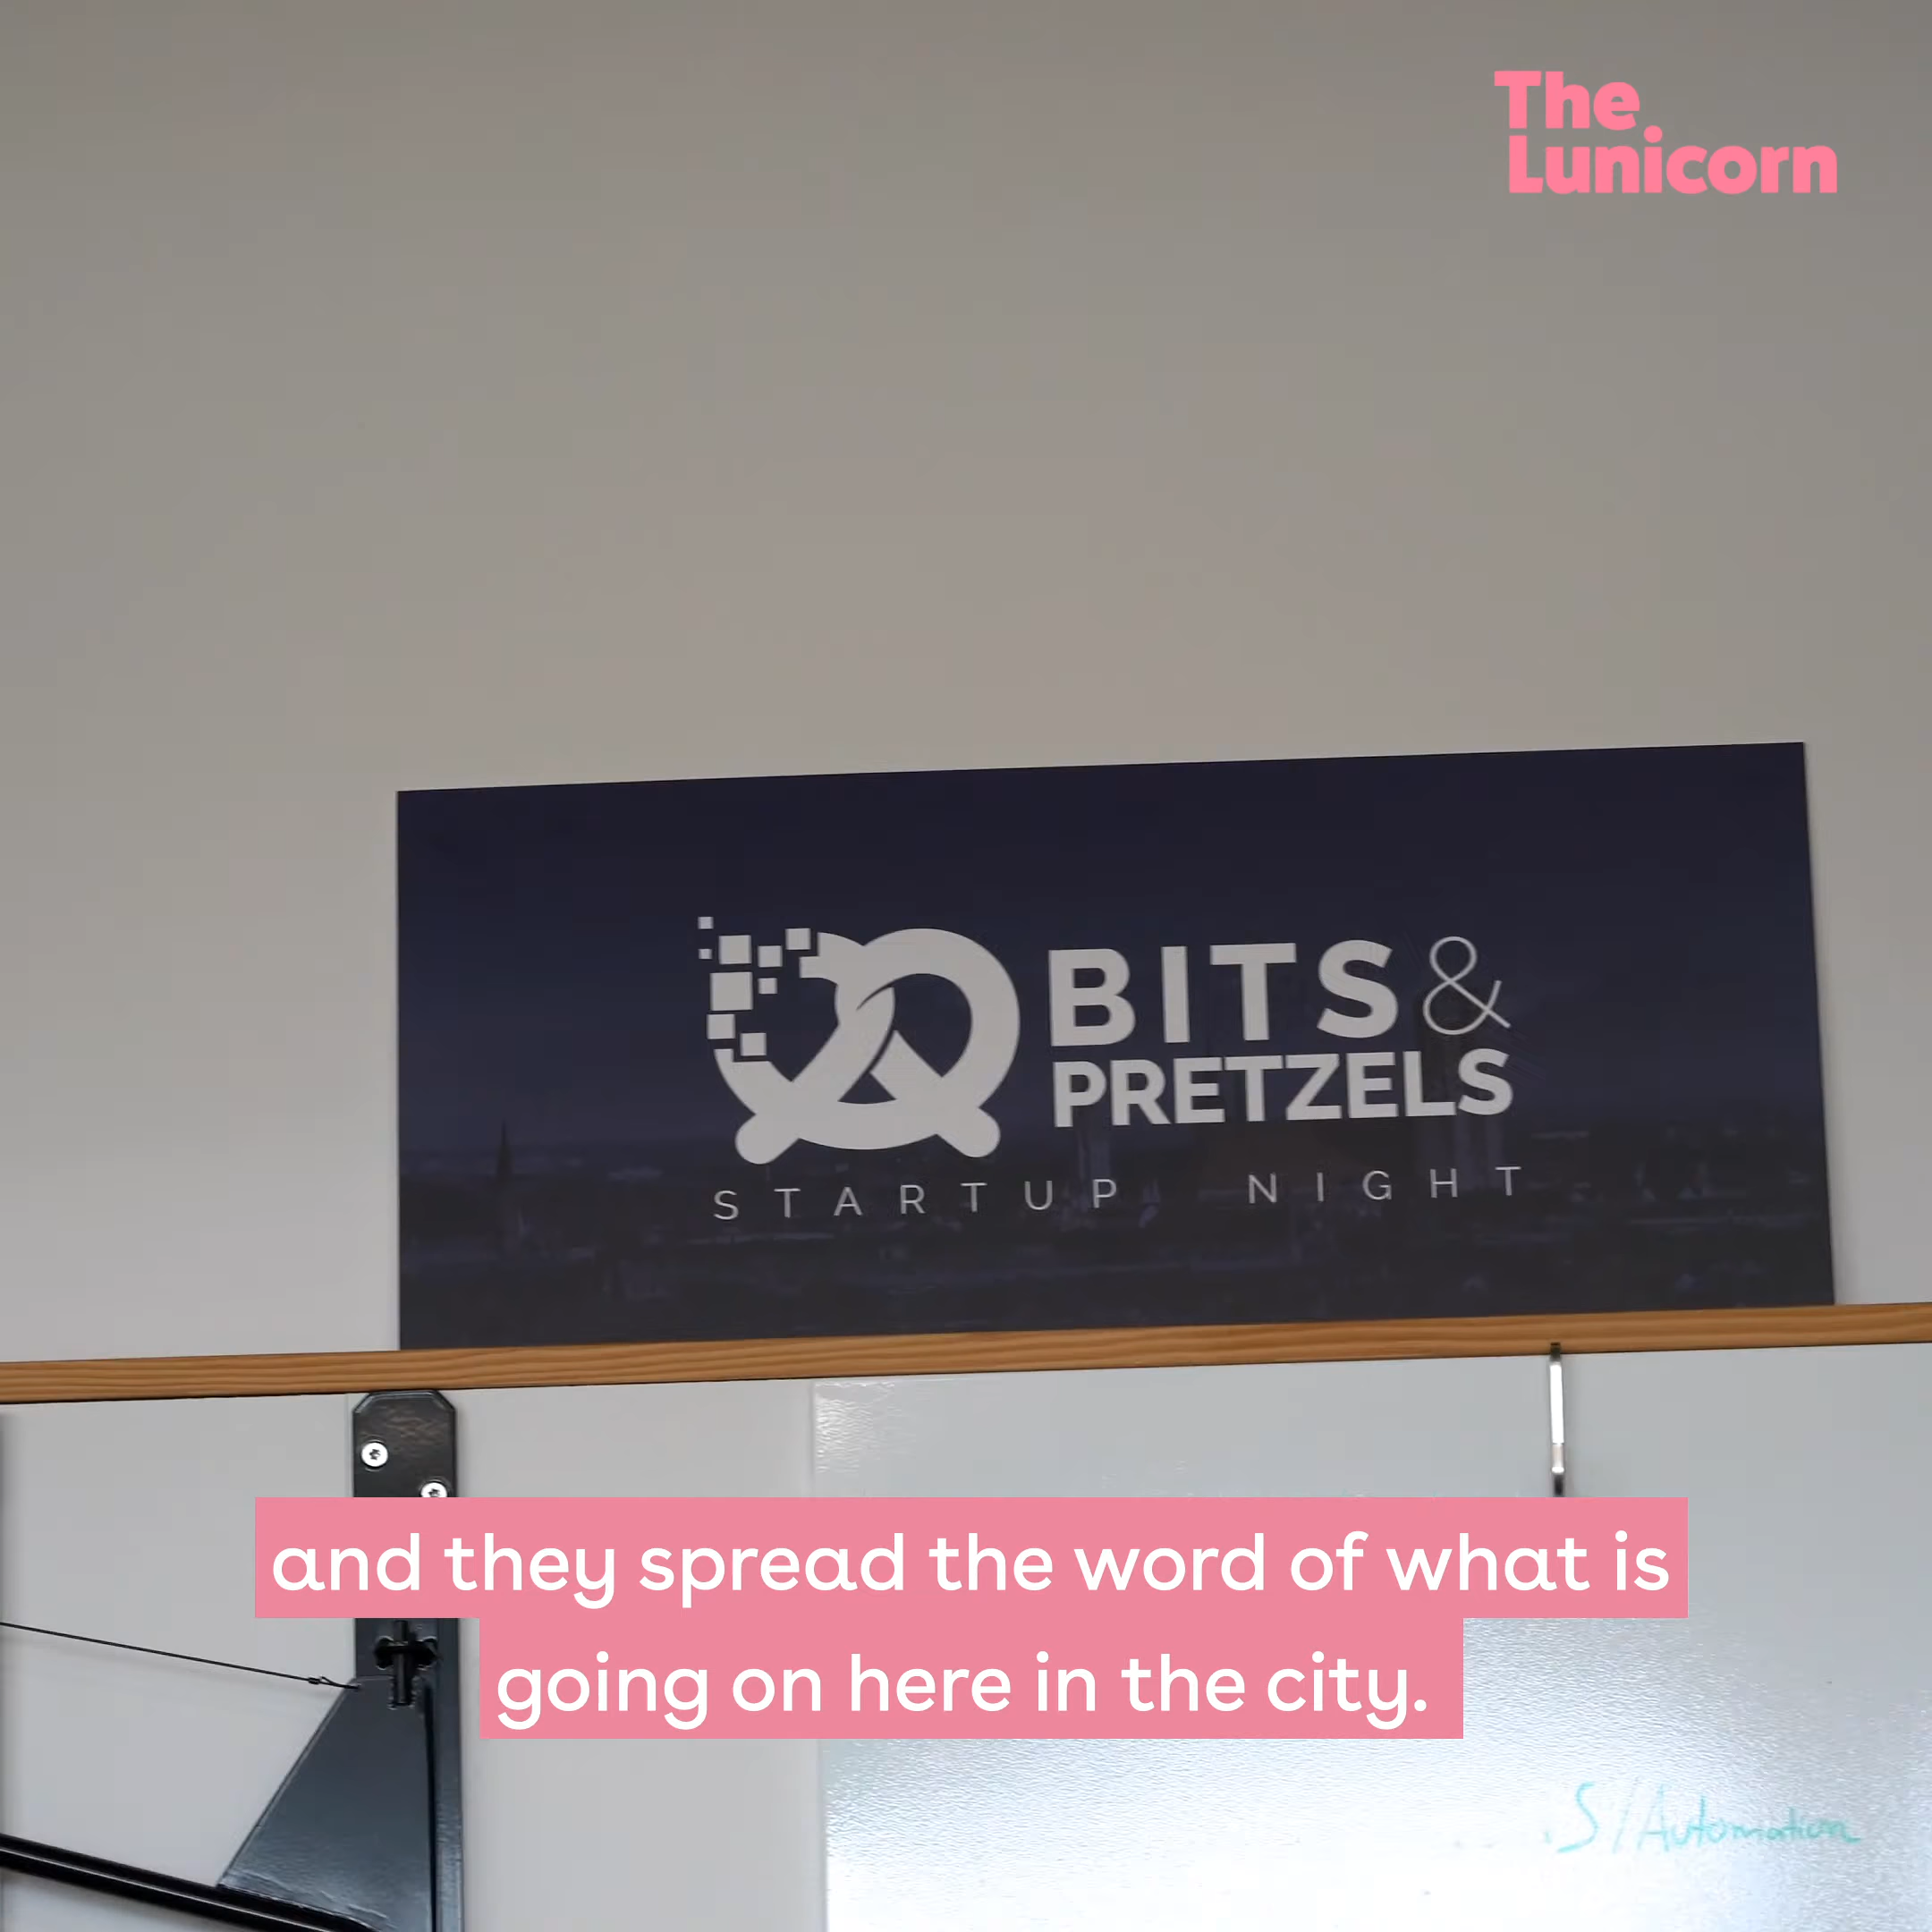 The
Lunicorn
BITS &
PRETZELS
STARTUP NIGHT
and they spread the word of what is
going on here in the city.
S/Automation